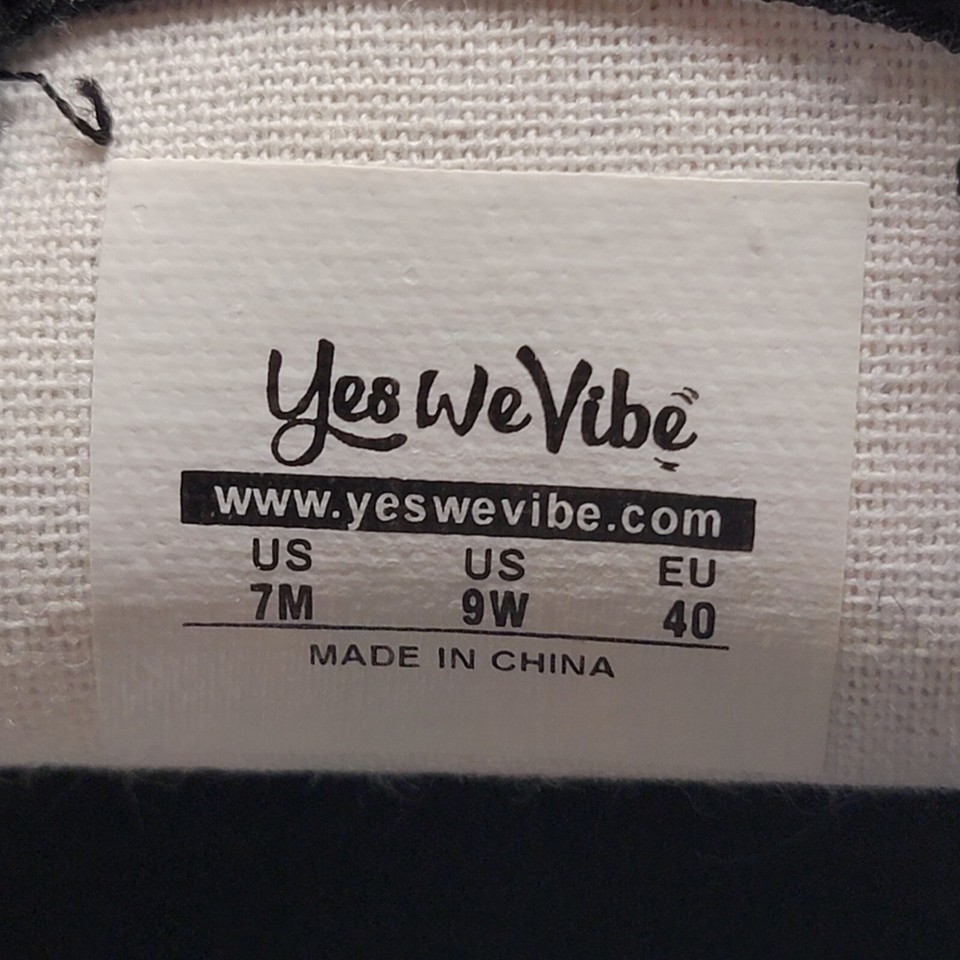 Yes We Vibe
www.yeswevibe.com
US US EU
7M 9W 40
MADE IN CHINA